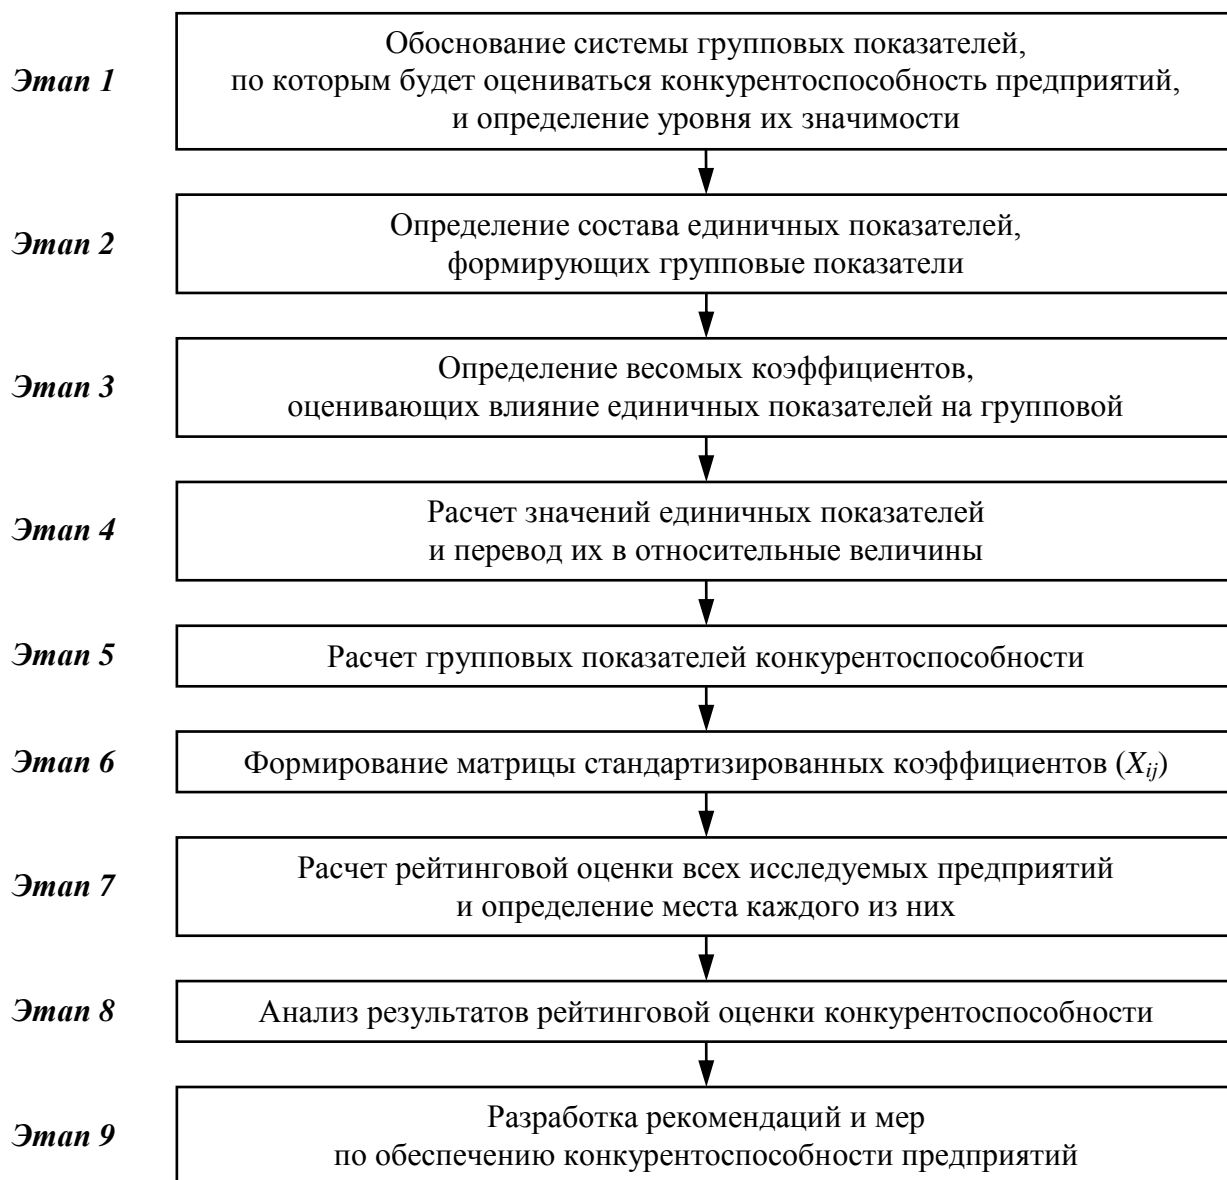 Этап 1
Обоснование системы групповых показателей,
по которым будет оцениваться конкурентоспособность предприятий,
и определение уровня их значимости
Этап 2
Определение состава единичных показателей,
формирующих групповые показатели
Этап 3
Определение весомых коэффициентов,
оценивающих влияние единичных показателей на групповой
Этап 4
Расчет значений единичных показателей
и перевод их в относительные величины
Этап 5
Расчет групповых показателей конкурентоспособности
Этап 6
Формирование матрицы стандартизированных коэффициентов (Xij)
Этап 7
Расчет рейтинговой оценки всех исследуемых предприятий
и определение места каждого из них
Этап 8
Анализ результатов рейтинговой оценки конкурентоспособности
Этап 9
Разработка рекомендаций и мер
по обеспечению конкурентоспособности предприятий